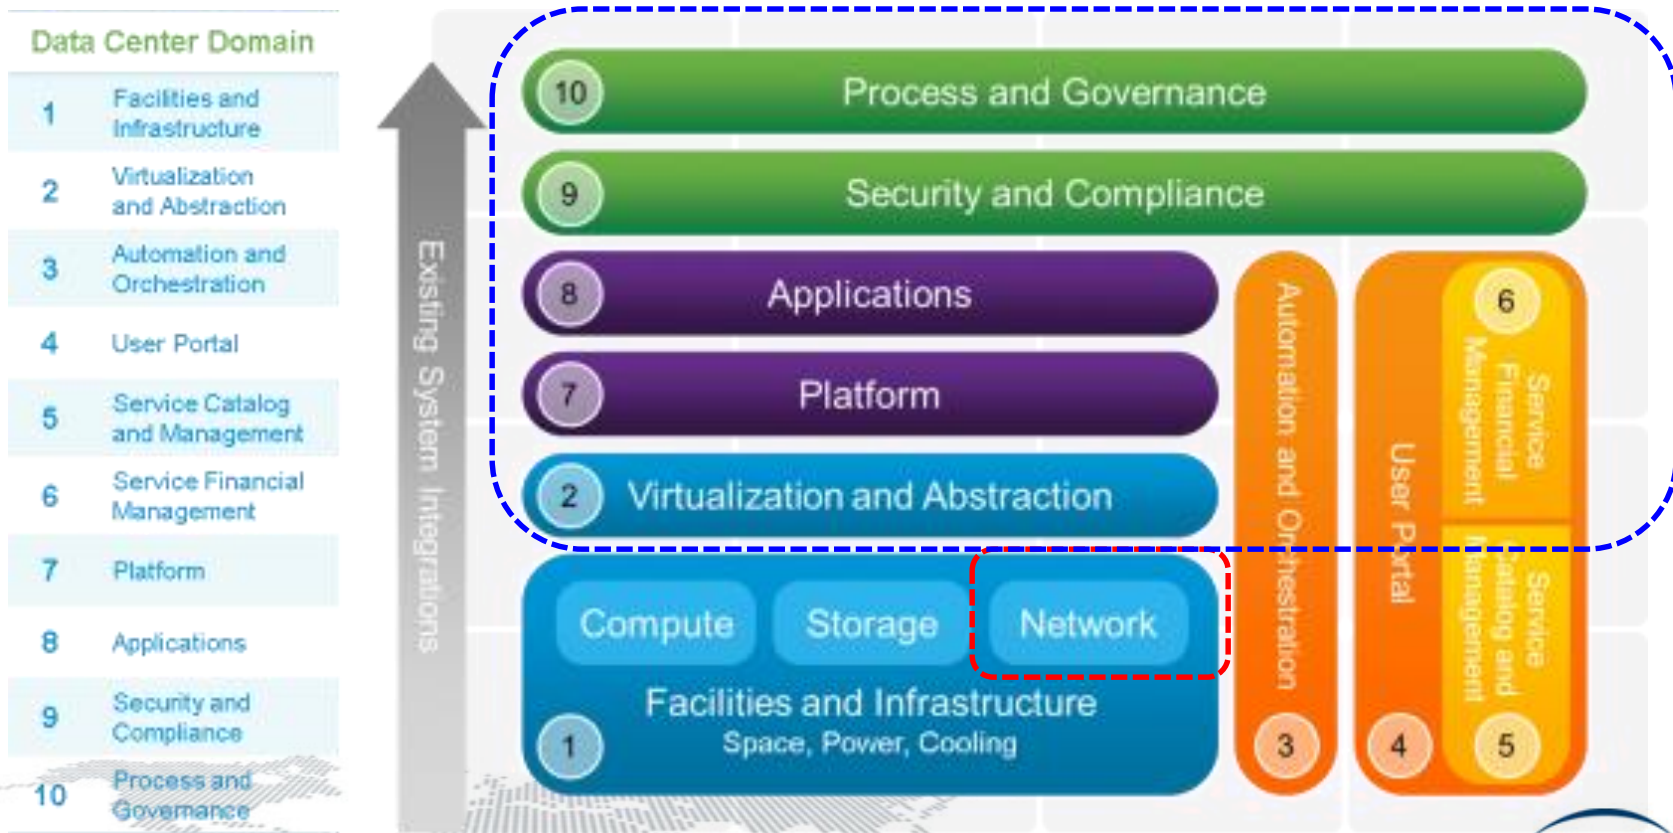 Data Center Domain
1
Facilities and
Infrastructure
2
Virtualization
and Abstraction
3
Automation and
Orchestration
4
User Portal
5
Service Catalog
and Management
6
Service Financial
Management
7
Platform
8
Applications
9
Security and
Compliance
10
Process and
Governance
Existing System Integrations
10
Process and Governance
9
Security and Compliance
8
Applications
7
Platform
2
Virtualization and Abstraction
Compute
Storage
Network
Facilities and Infrastructure
Space, Power, Cooling
1
Automation and Orchestration
3
User Portal
4
6
Service
Financial
Management
Service
Catalog and
Management
5